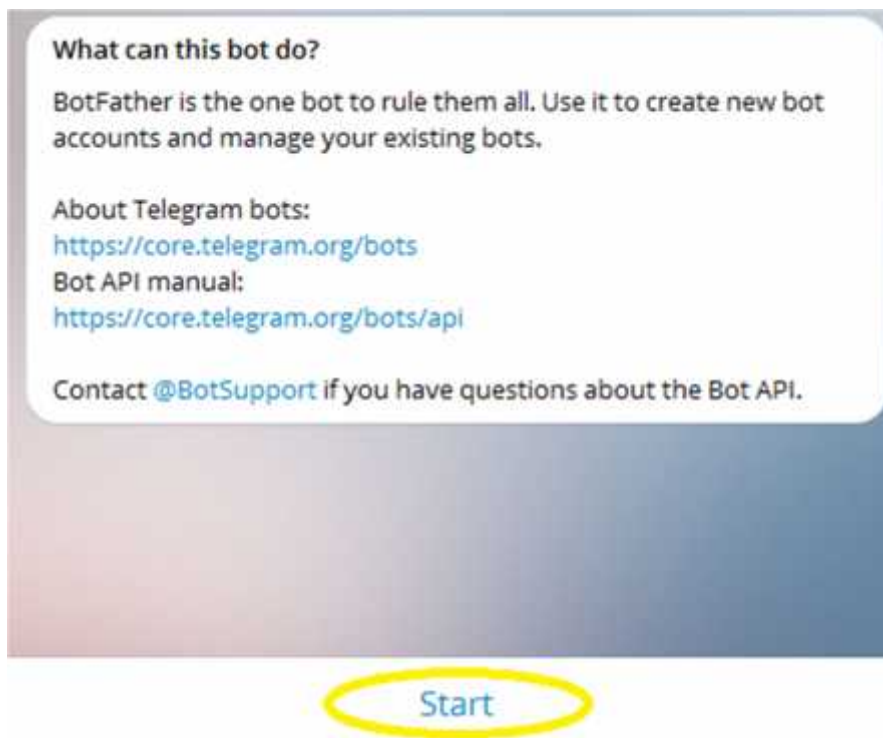 What can this bot do?
BotFather is the one bot to rule them all. Use it to create new bot
accounts and manage your existing bots.
About Telegram bots:
https://core.telegram.org/bots
Bot API manual:
https://core.telegram.org/bots/api
Contact @BotSupport if you have questions about the Bot API.
Start